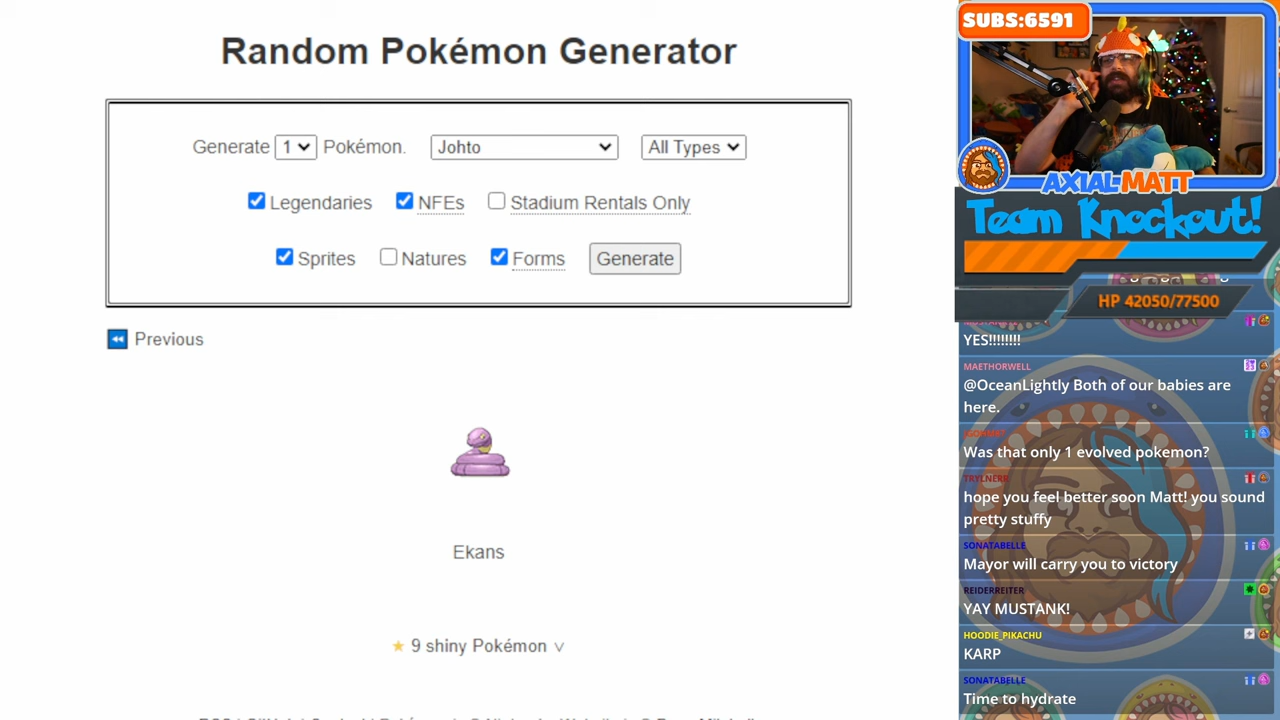 Random Pokémon Generator
Generate 1 Pokémon. Johto All Types
Legendaries NFEs Stadium Rentals Only
Sprites Natures Forms Generate
Previous
Ekans
9 shiny Pokémon
SUBS:6591
AXIAL-MATT
Team Knockout!
HP 42050/77500
YES!!!!!!!!
MAETHORWELL
@OceanLightly Both of our babies are
here.
Was that only 1 evolved pokemon?
TRYLNERR
hope you feel better soon Matt! you sound
pretty stuffy
SONATABELLE
Mayor will carry you to victory
REIDERREITER
YAY MUSTANK!
HOODIE_PIKACHU
KARP
SONATABELLE
Time to hydrate